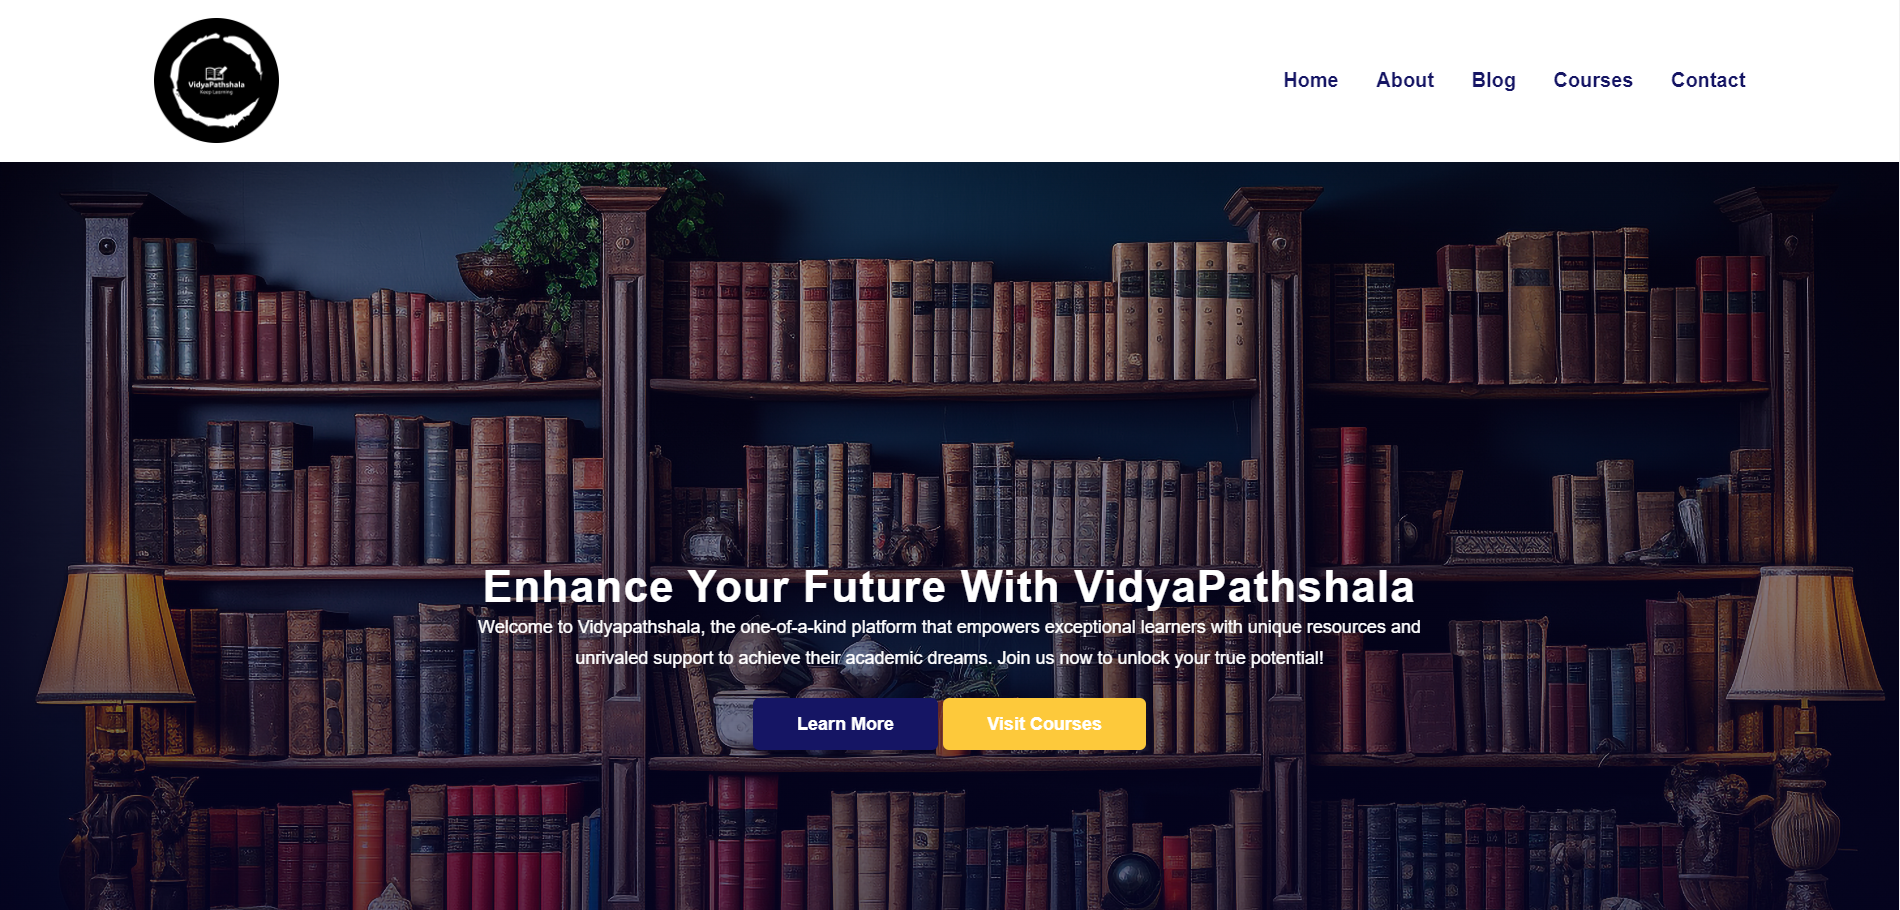 VidyaPathshala
Keep Learning
Home
About
Blog
Courses
Contact
Enhance Your Future With VidyaPathshala
Welcome to Vidyapathshala, the one-of-a-kind platform that empowers exceptional learners with unique resources and
unrivaled support to achieve their academic dreams. Join us now to unlock your true potential!
Learn More
Visit Courses